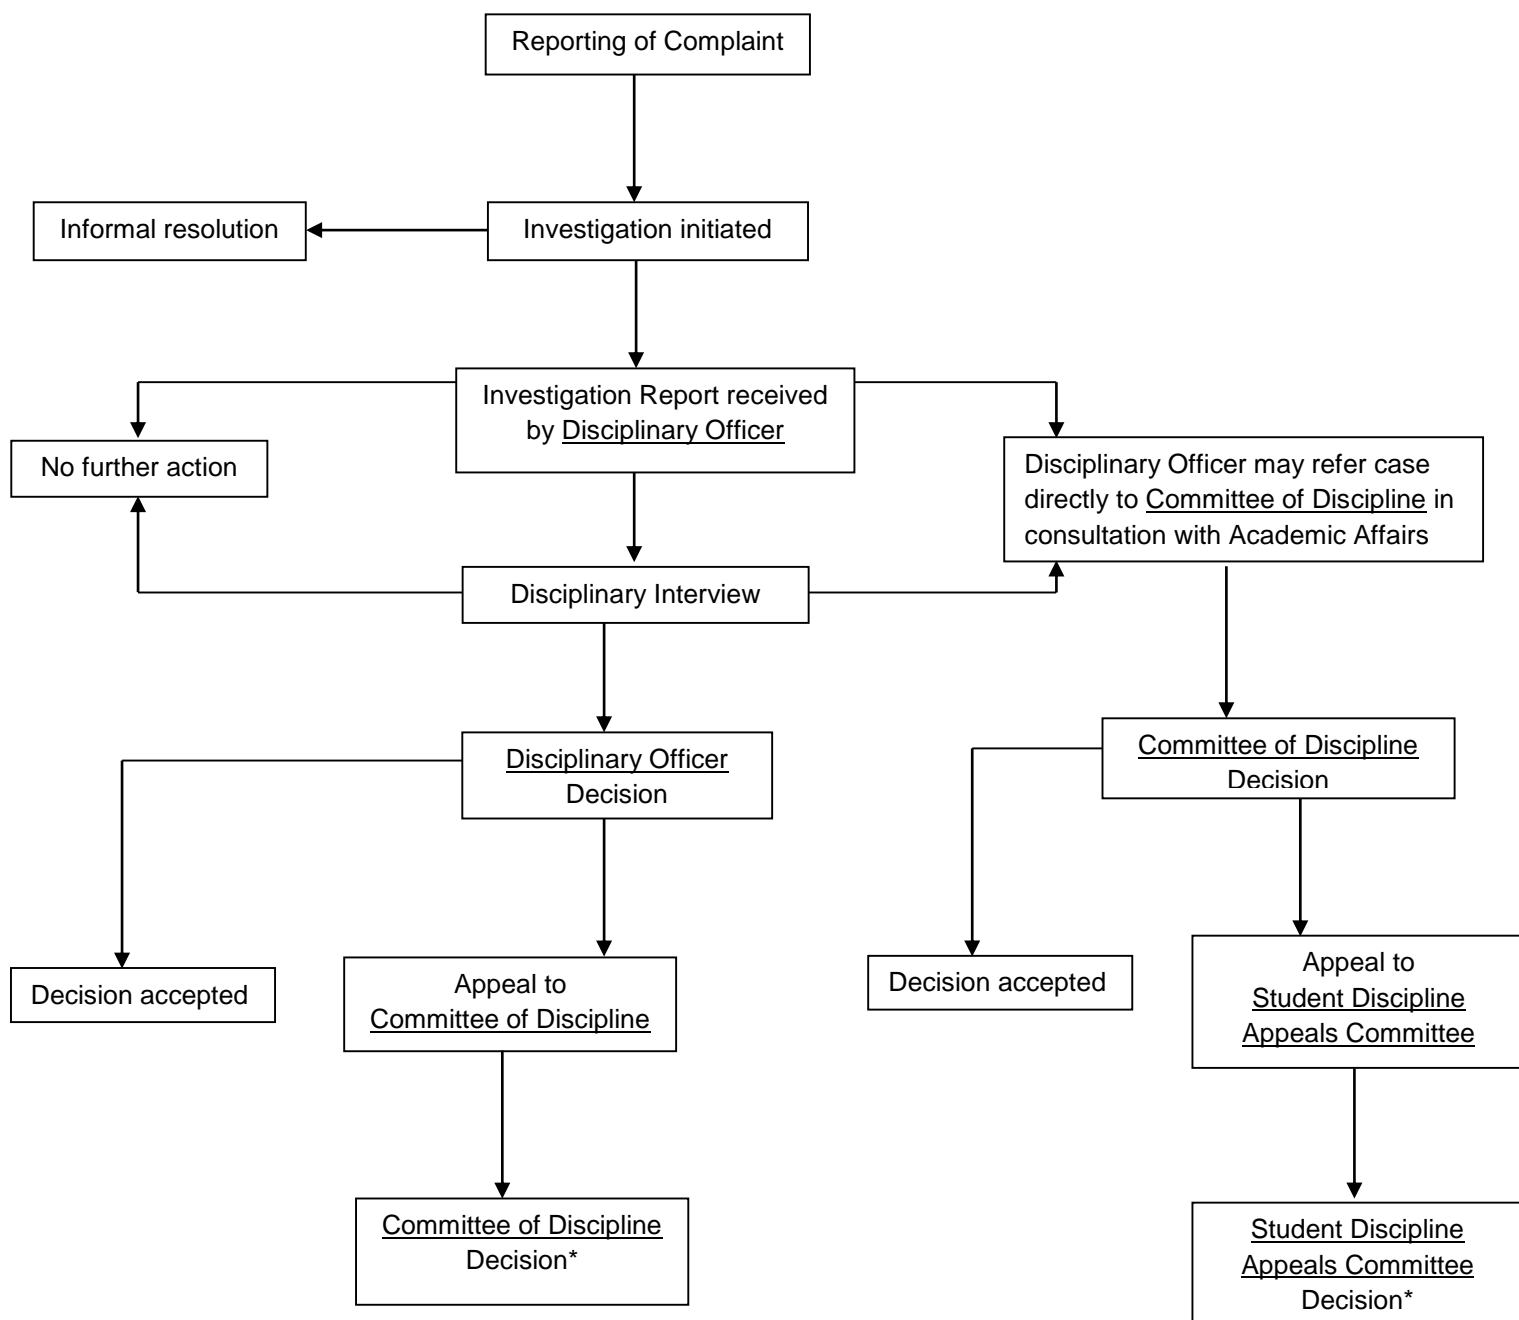 Reporting of Complaint
Informal resolution
Investigation initiated
Investigation Report received
by Disciplinary Officer
No further action
Disciplinary Officer may refer case
directly to Committee of Discipline in
consultation with Academic Affairs
Disciplinary Interview
Disciplinary Officer
Decision
Committee of Discipline
Decision
Decision accepted
Appeal to
Committee of Discipline
Decision accepted
Appeal to
Student Discipline
Appeals Committee
Committee of Discipline
Decision*
Student Discipline
Appeals Committee
Decision*